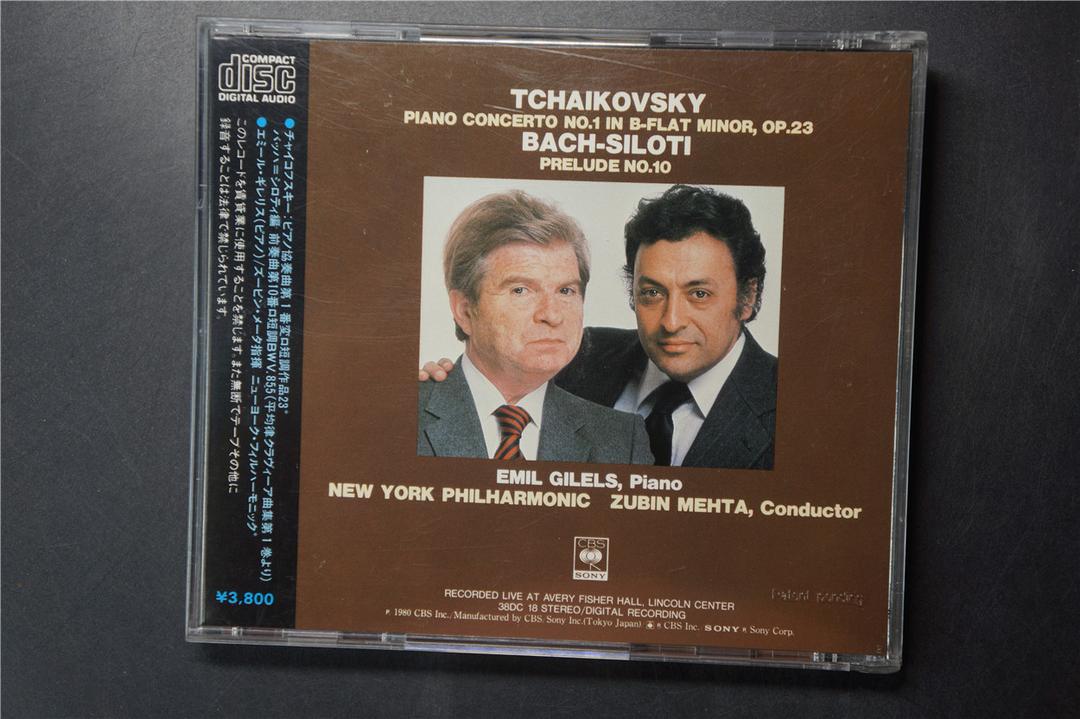 COMPACT
disc
DIGITAL AUDIO
●チャイコフスキー：ピアノ協奏曲第1番変ロ短調作品23*
バッハ＝シロティ編 前奏曲第10番ロ短調BWV.855(平均律クラヴィーア曲集第1巻より)
●エミール・ギレリス(ピアノ)/ズービン・メータ指揮 ニューヨーク・フィルハーモニック*
このレコードを賃貸業に使用することを禁じます。また無断でテープその他に
録音することは法律で禁じられています。
¥3,800
TCHAIKOVSKY
PIANO CONCERTO NO.1 IN B-FLAT MINOR, OP.23
BACH-SILOTI
PRELUDE NO.10
EMIL GILELS, Piano
NEW YORK PHILHARMONIC ZUBIN MEHTA, Conductor
CBS
SONY
RECORDED LIVE AT AVERY FISHER HALL, LINCOLN CENTER
38DC 18 STEREO/DIGITAL RECORDING
℗ 1980 CBS Inc./Manufactured by CBS/Sony Inc.(Tokyo Japan) ® CBS Inc. SONY ® Sony Corp.
Patent pending